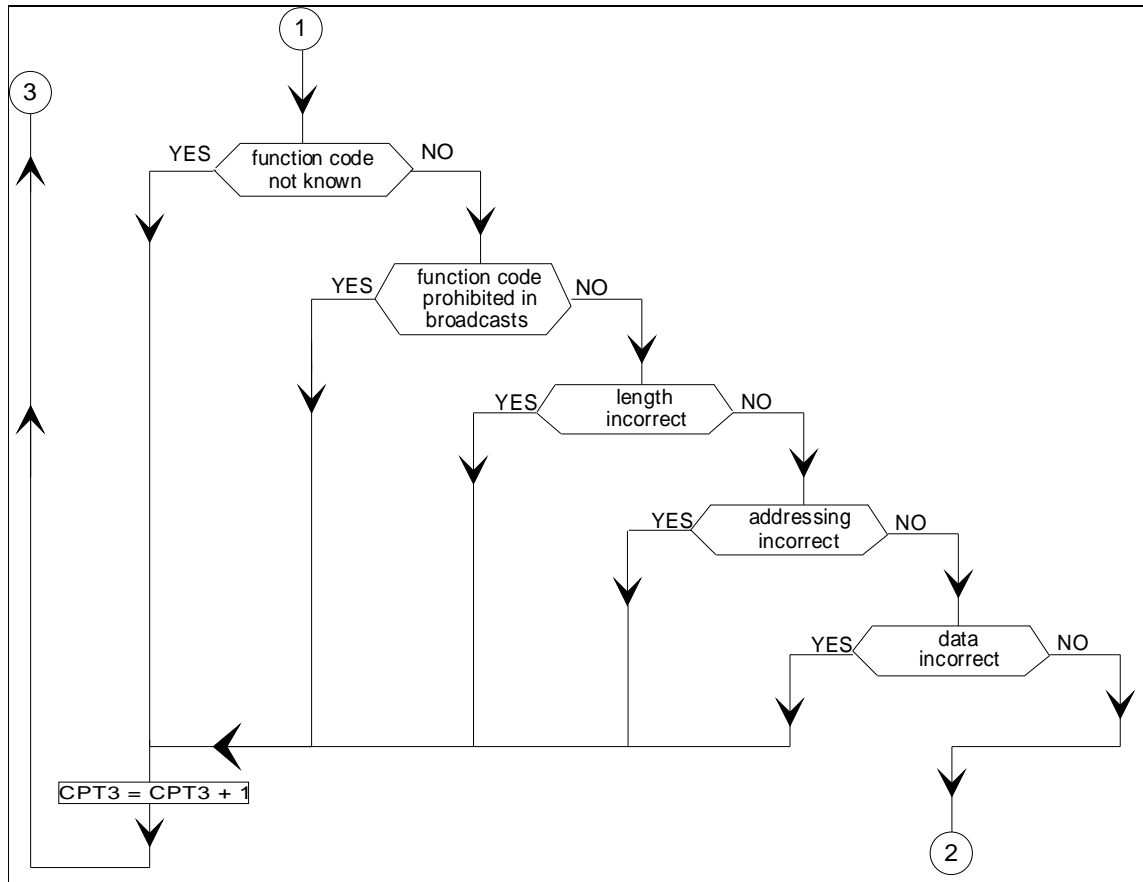 1
3
YES
function code
not known
NO
YES
function code
prohibited in
broadcasts
NO
YES
length
incorrect
NO
YES
addressing
incorrect
NO
YES
data
incorrect
NO
CPT3 = CPT3 + 1
2